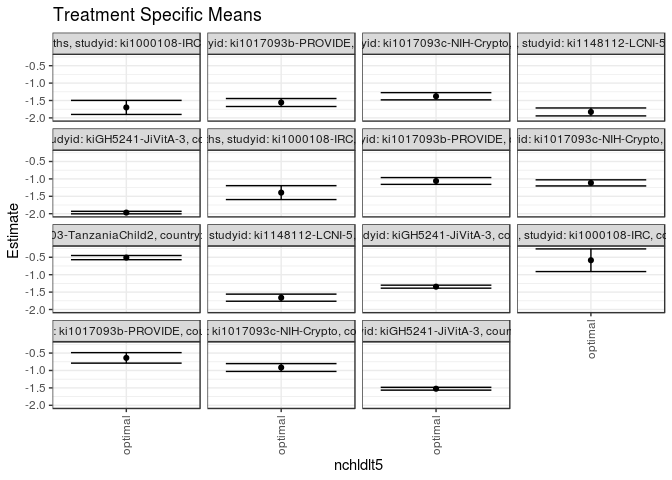 Treatment Specific Means
ths, studyid: ki1000108-IRC
yid: ki1017093b-PROVIDE,
yid: ki1017093c-NIH-Crypto,
, studyid: ki1148112-LCNI-5
-0.5
-1.0
-1.5
-2.0
udyid: kiGH5241-JiVitA-3, co
ths, studyid: ki1000108-IRC,
yid: ki1017093b-PROVIDE,
id: ki1017093c-NIH-Crypto,
-0.5
-1.0
-1.5
-2.0
Estimate
03-TanzaniaChild2, country:
studyid: ki1148112-LCNI-5
dyid: kiGH5241-JiVitA-3, co
, studyid: ki1000108-IRC, co
-0.5
-1.0
-1.5
-2.0
: ki1017093b-PROVIDE, cou
: ki1017093c-NIH-Crypto, co
yid: kiGH5241-JiVitA-3, coun
-0.5
-1.0
-1.5
-2.0
optimal
optimal
optimal
optimal
nchldlt5